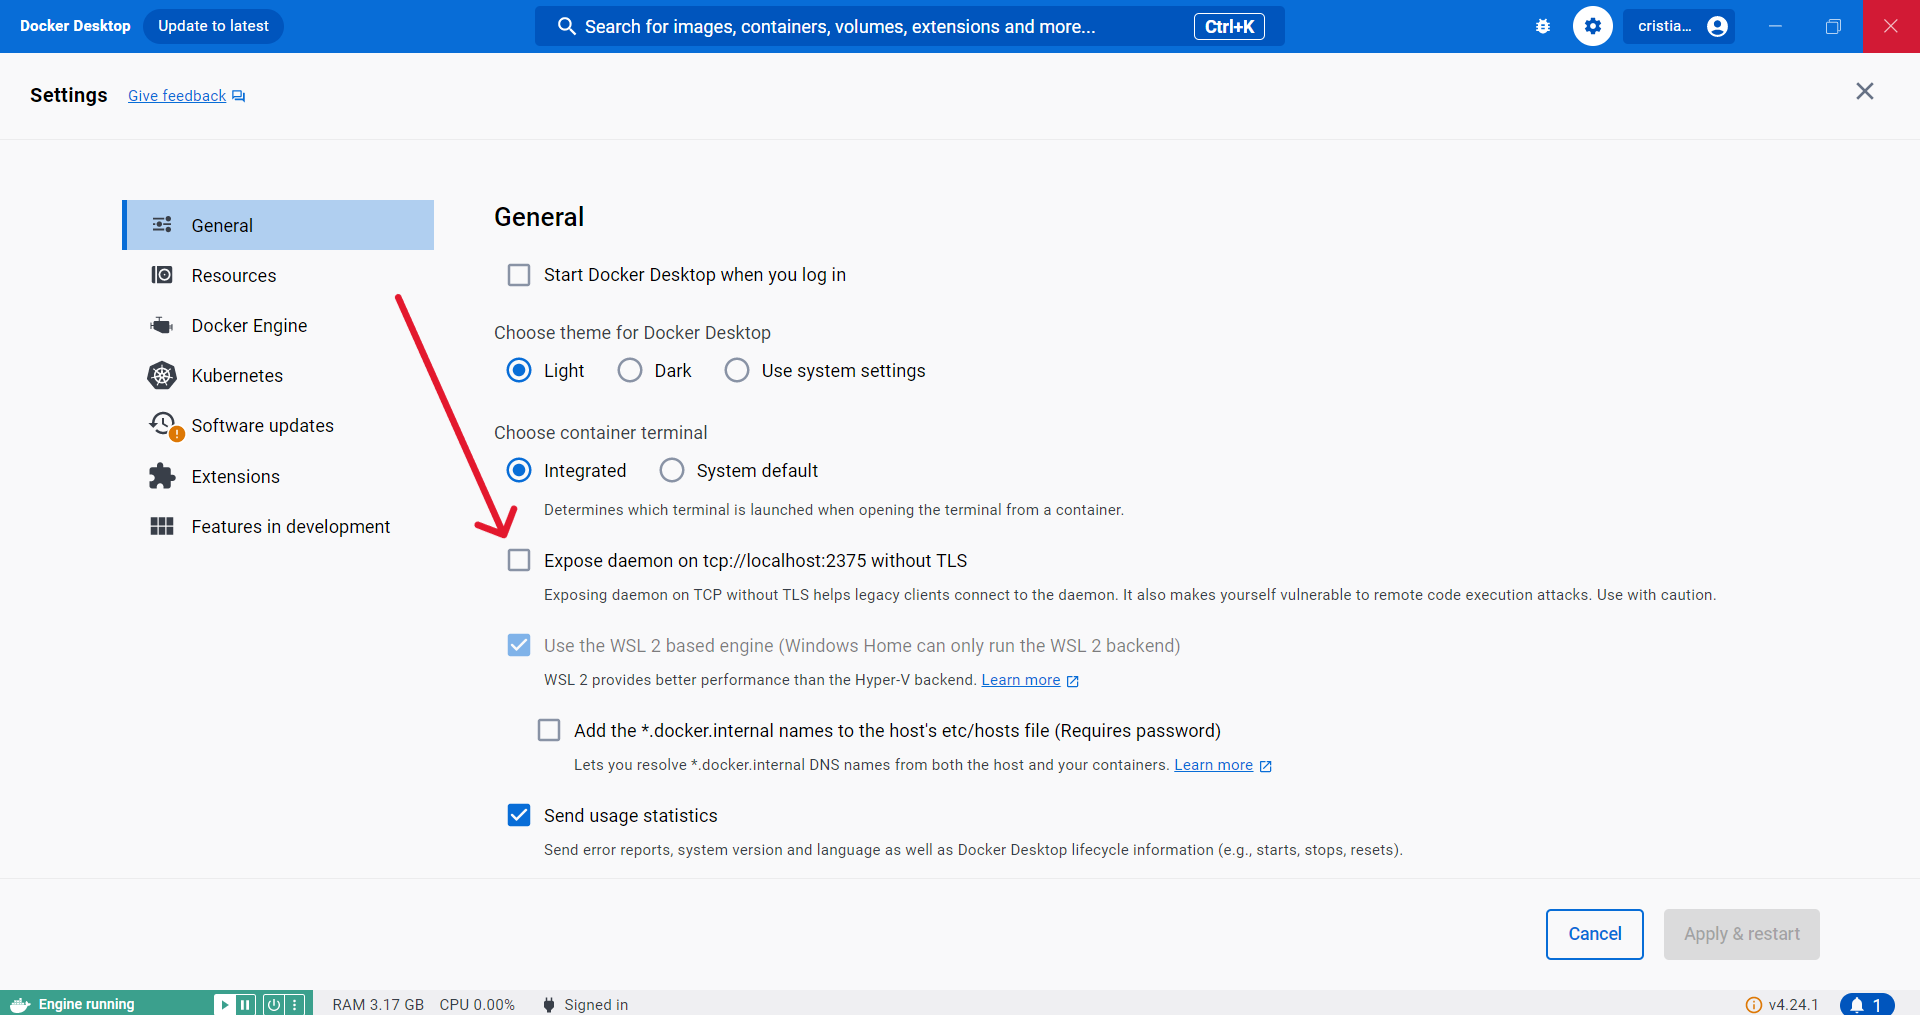 Docker Desktop
Update to latest
Search for images, containers, volumes, extensions and more...
Ctrl+K
cristia...
Settings
Give feedback
General
Resources
Docker Engine
Kubernetes
Software updates
Extensions
Features in development
General
Start Docker Desktop when you log in
Choose theme for Docker Desktop
Light Dark Use system settings
Choose container terminal
Integrated System default
Determines which terminal is launched when opening the terminal from a container.
Expose daemon on tcp://localhost:2375 without TLS
Exposing daemon on TCP without TLS helps legacy clients connect to the daemon. It also makes yourself vulnerable to remote code execution attacks. Use with caution.
Use the WSL 2 based engine (Windows Home can only run the WSL 2 backend)
WSL 2 provides better performance than the Hyper-V backend. Learn more
Add the *.docker.internal names to the host's etc/hosts file (Requires password)
Lets you resolve *.docker.internal DNS names from both the host and your containers. Learn more
Send usage statistics
Send error reports, system version and language as well as Docker Desktop lifecycle information (e.g., starts, stops, resets).
Cancel
Apply & restart
Engine running
RAM 3.17 GB CPU 0.00%
Signed in
v4.24.1
1